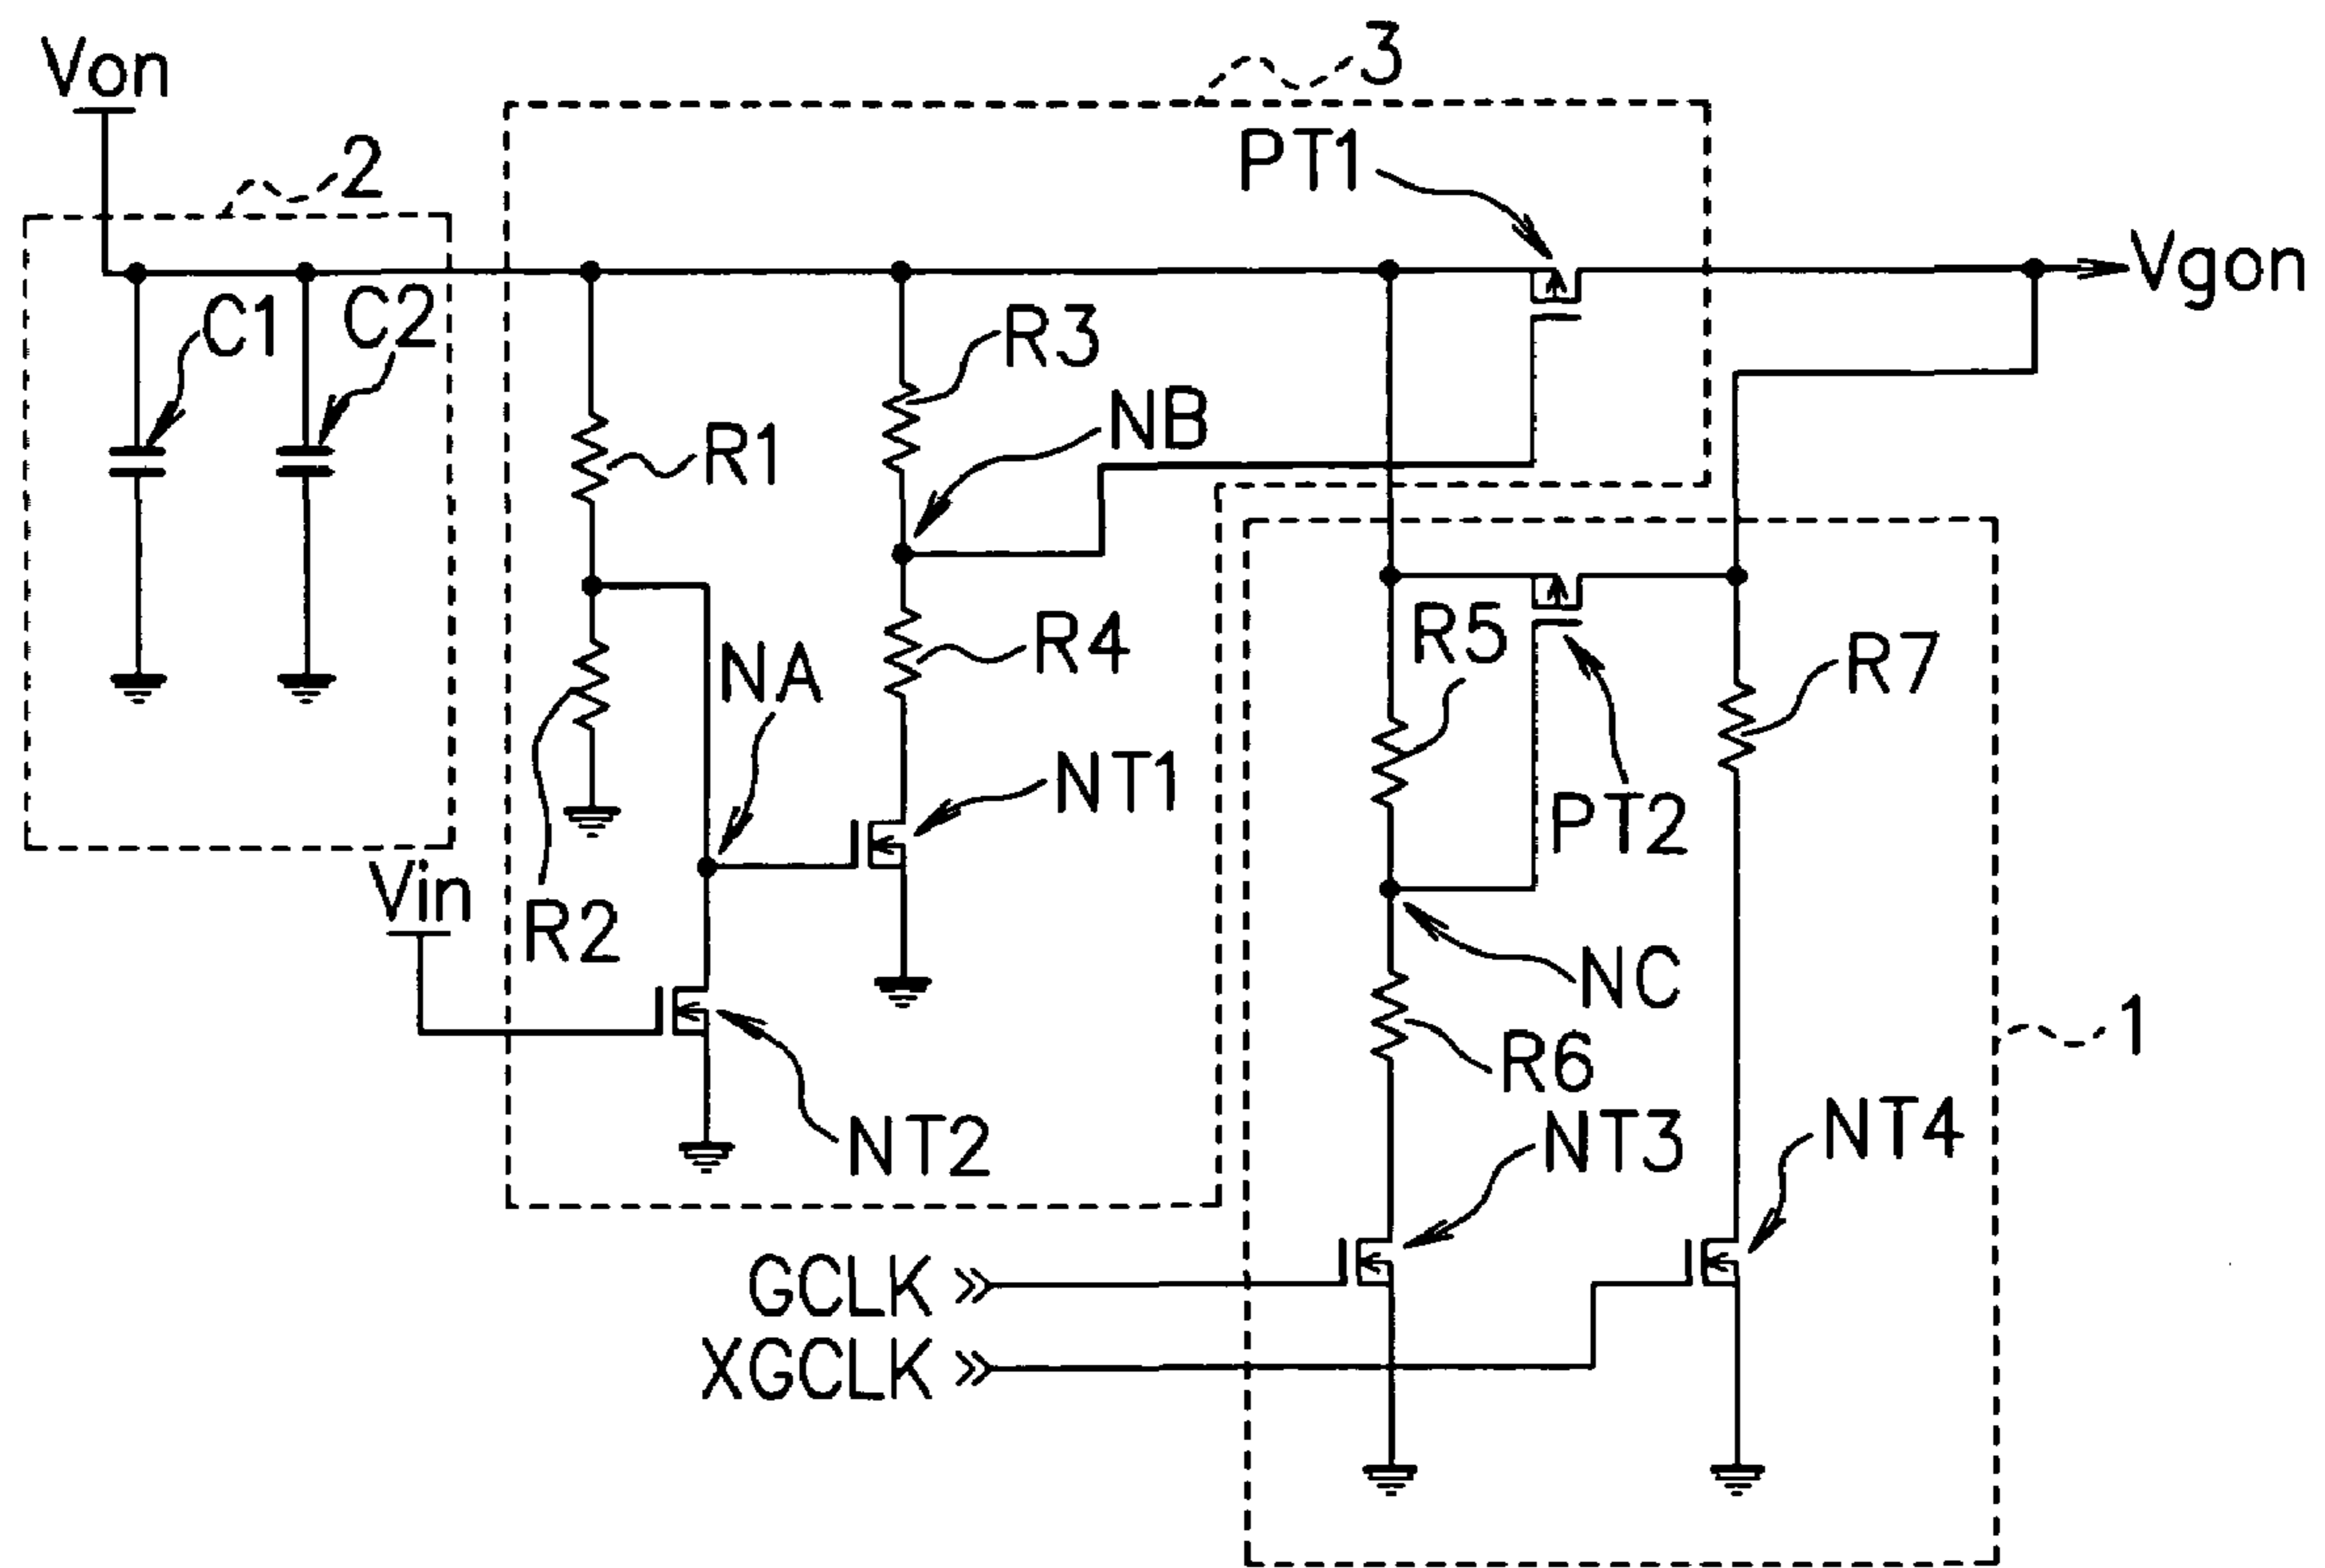 Von
3
2
PT1
Vgon
C1
C2
R3
NB
R1
R5
R4
R7
NA
NT1
PT2
Vin
R2
NC
1
R6
NT2
NT3
NT4
GCLK
XGCLK